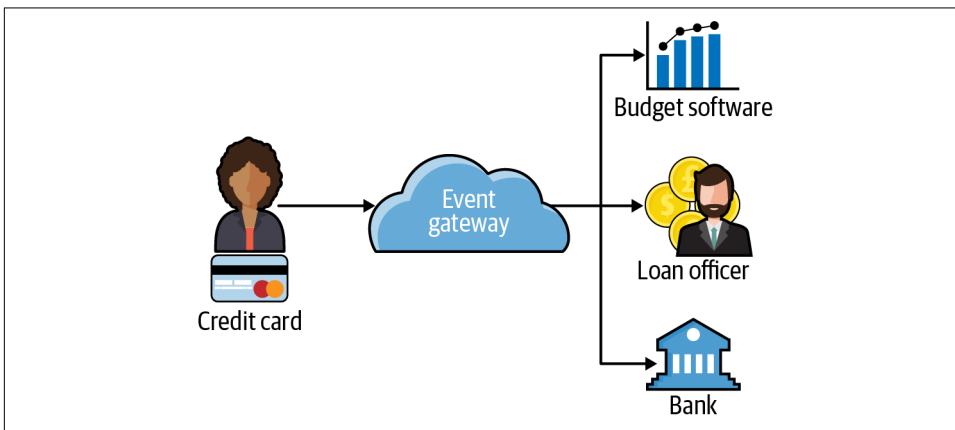 Credit card
Event
gateway
Budget software
Loan officer
Bank